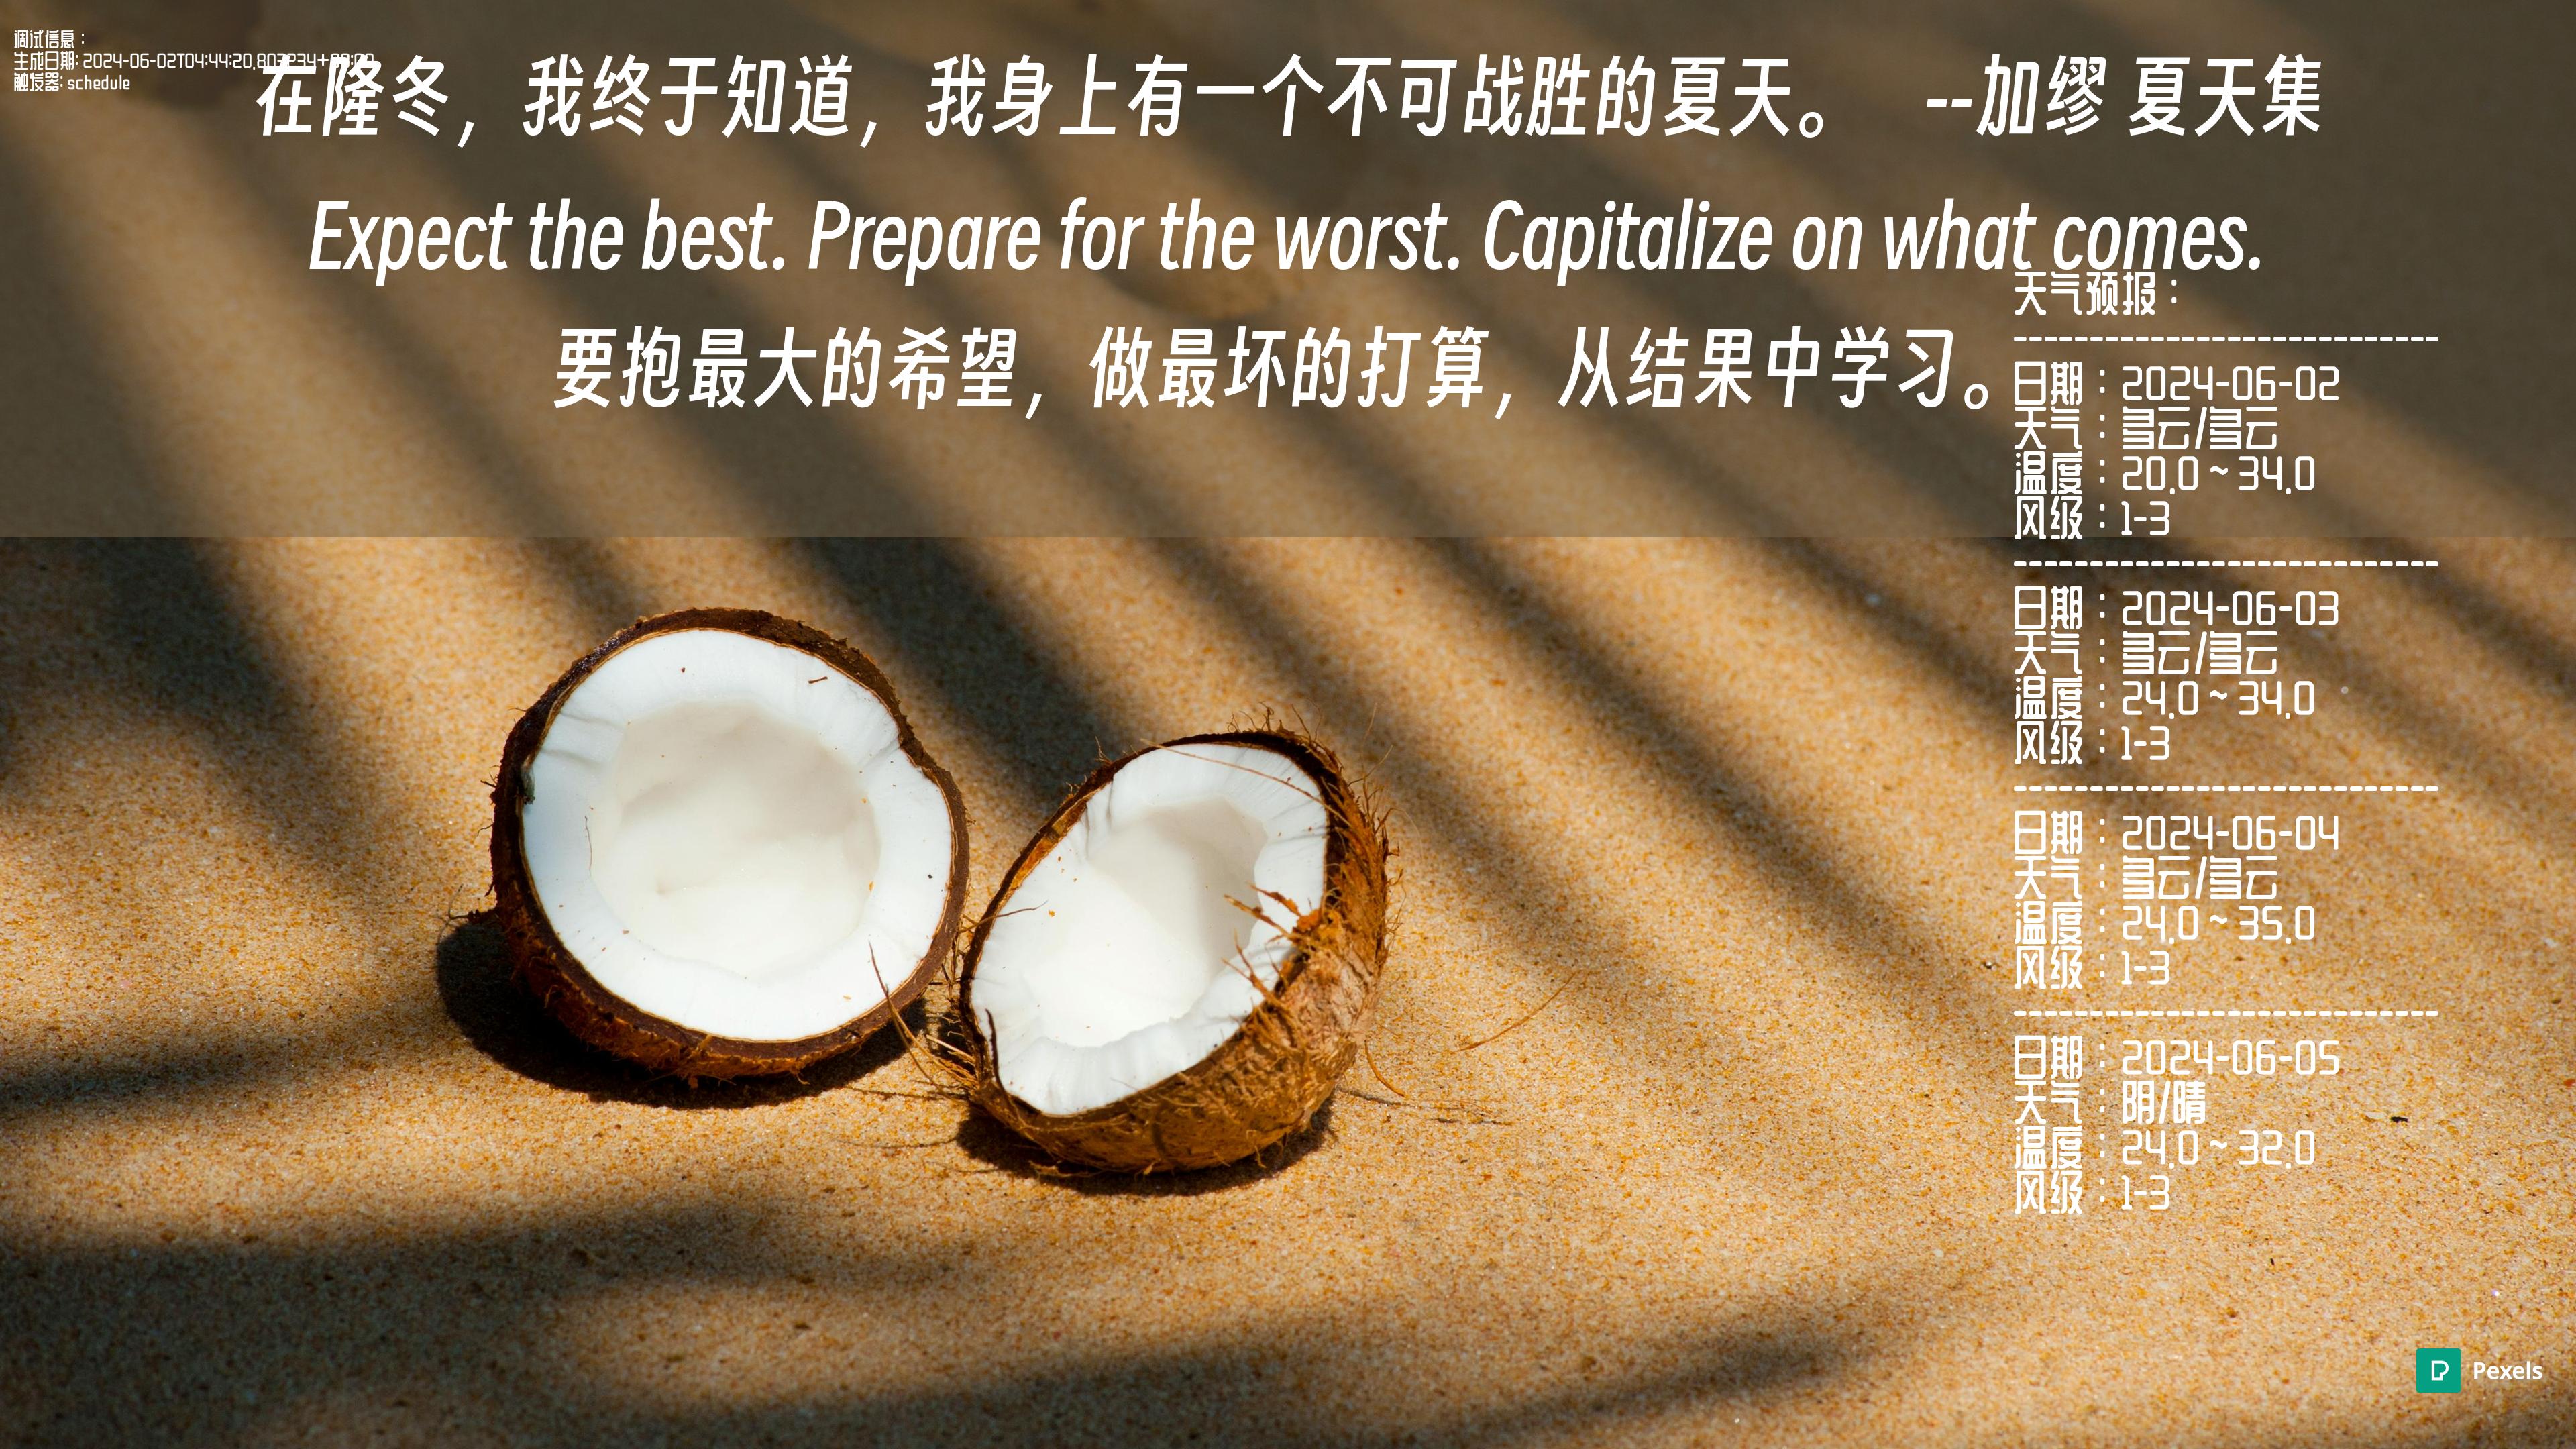 调试信息：
生成日期: 2024-06-02T04:44:20.803234+00:00
触发器: schedule
在隆冬，我终于知道，我身上有一个不可战胜的夏天。 --加缪 夏天集
Expect the best. Prepare for the worst. Capitalize on what comes.
要抱最大的希望，做最坏的打算，从结果中学习。
天气预报：
----------------------------
日期：2024-06-02
天气：多云/多云
温度：20.0 ~ 34.0
风级：1-3
----------------------------
日期：2024-06-03
天气：多云/多云
温度：24.0 ~ 34.0
风级：1-3
----------------------------
日期：2024-06-04
天气：多云/多云
温度：24.0 ~ 35.0
风级：1-3
----------------------------
日期：2024-06-05
天气：阴/晴
温度：24.0 ~ 32.0
风级：1-3
Pexels